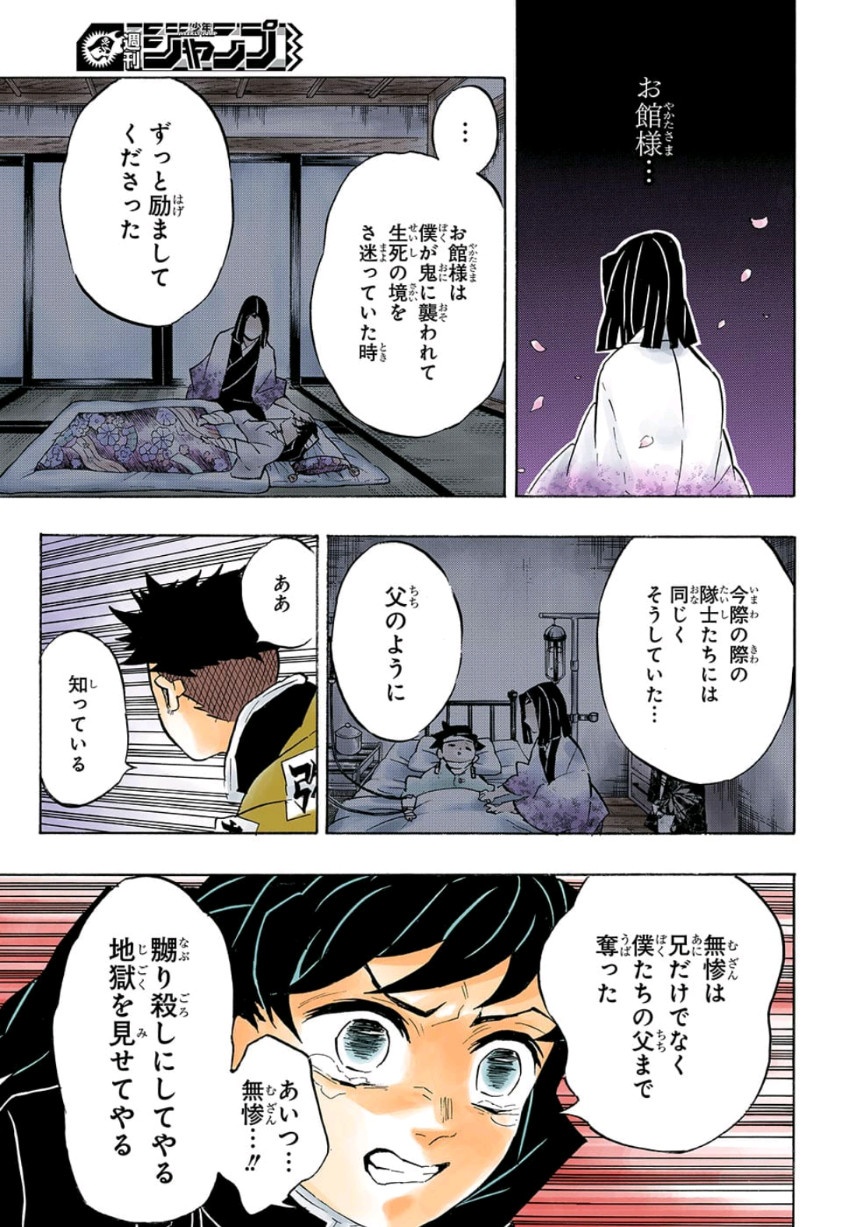 週刊
少年
ジャンプ
お館様…
…
お館様は
僕が鬼に襲われて
生死の境を
さ迷っていた時
ずっと励まして
くださった
今際の際の
隊士たちには
同じく
そうしていた…
父のように
ああ
知っている
無惨は
兄だけでなく
僕たちの父まで
奪った
あいつ…
無惨…!!
嬲り殺しにしてやる
地獄を見せてやる